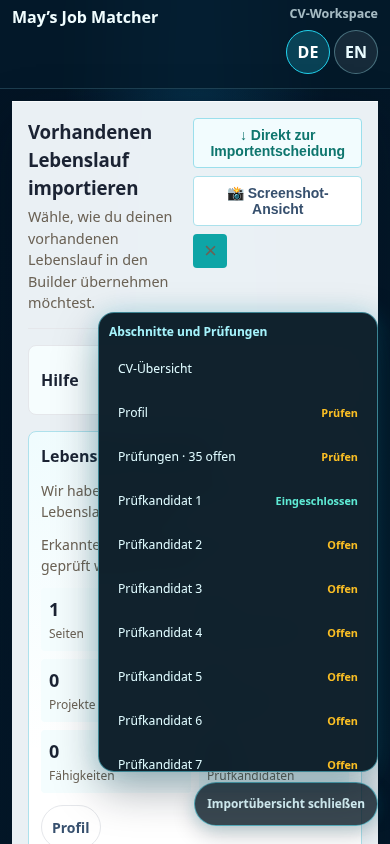 May's Job Matcher
CV-Workspace
DE EN
Vorhandenen
Lebenslauf
importieren
Wähle, wie du deinen
vorhandenen
Lebenslauf in den
Builder übernehmen
möchtest.
↓ Direkt zur
Importentscheidung
📸 Screenshot-
Ansicht
✕
Hilfe
Abschnitte und Prüfungen
CV-Übersicht
Profil Prüfen
Prüfungen · 35 offen Prüfen
Prüfkandidat 1 Eingeschlossen
Prüfkandidat 2 Offen
Prüfkandidat 3 Offen
Prüfkandidat 4 Offen
Prüfkandidat 5 Offen
Prüfkandidat 6 Offen
Prüfkandidat 7 Offen
Lebens
Wir habe
Lebensla
Erkannte
geprüft
1
Seiten
0
Projekte
0
Fähigkeiten
Prüfkandidaten
Importübersicht schließen
Profil